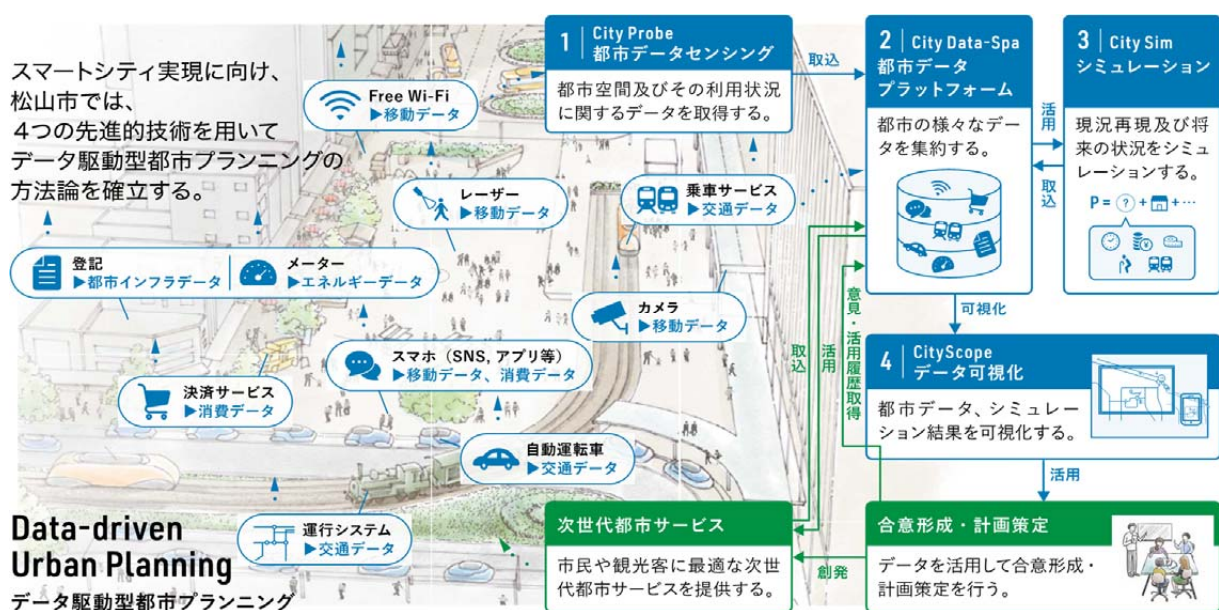 スマートシティ実現に向け、
松山市では、
4つの先進的技術を用いて
データ駆動型都市プランニングの
方法論を確立する。
Free Wi-Fi
▶移動データ
レーザー
▶移動データ
乗車サービス
▶交通データ
登記
▶都市インフラデータ
メーター
▶エネルギーデータ
カメラ
▶移動データ
スマホ（SNS, アプリ等）
▶移動データ、消費データ
決済サービス
▶消費データ
自動運転車
▶交通データ
運行システム
▶交通データ
Data-driven
Urban Planning
データ駆動型都市プランニング
1 | City Probe
都市データセンシング
都市空間及びその利用状況
に関するデータを取得する。
取込
2 | City Data-Spa
都市データ
プラットフォーム
都市の様々なデー
タを集約する。
活用
取込
3 | City Sim
シミュレーション
現況再現及び将
来の状況をシミュ
レーションする。
P = ? + + …
可視化
4 | CityScope
データ可視化
都市データ、シミュレー
ション結果を可視化する。
活用
取込
活用
意見・活用履歴取得
次世代都市サービス
市民や観光客に最適な次世
代都市サービスを提供する。
創発
合意形成・計画策定
データを活用して合意形成・
計画策定を行う。